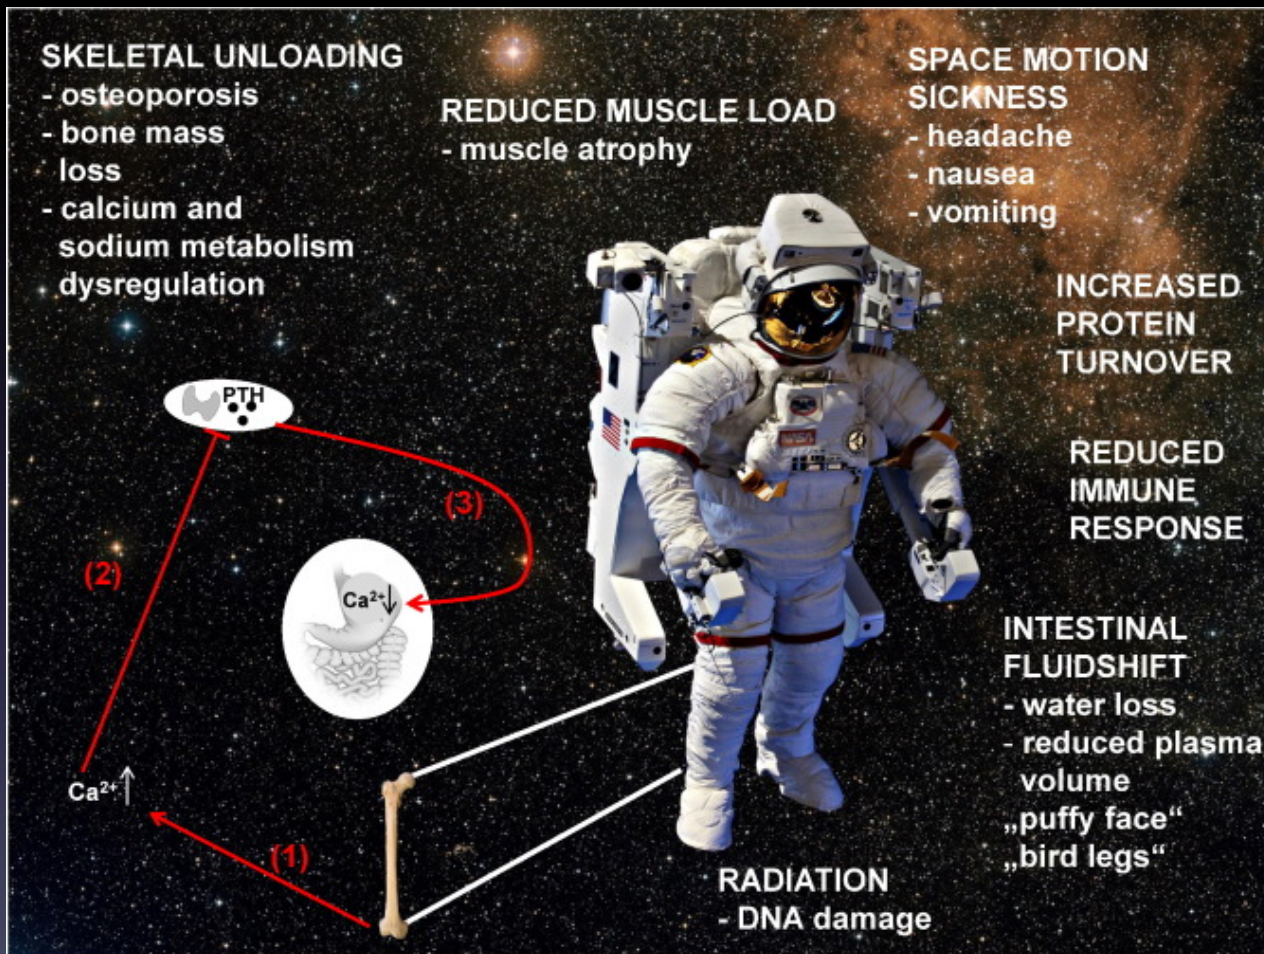 SKELETAL UNLOADING
- osteoporosis
- bone mass
loss
- calcium and
sodium metabolism
dysregulation
REDUCED MUSCLE LOAD
- muscle atrophy
SPACE MOTION
SICKNESS
- headache
- nausea
- vomiting
INCREASED
PROTEIN
TURNOVER
REDUCED
IMMUNE
RESPONSE
INTESTINAL
FLUIDSHIFT
- water loss
- reduced plasma
volume
„puffy face“
„bird legs“
RADIATION
- DNA damage
PTH
(3)
(2)
Ca²⁺↓
Ca²⁺↑
(1)
NASA